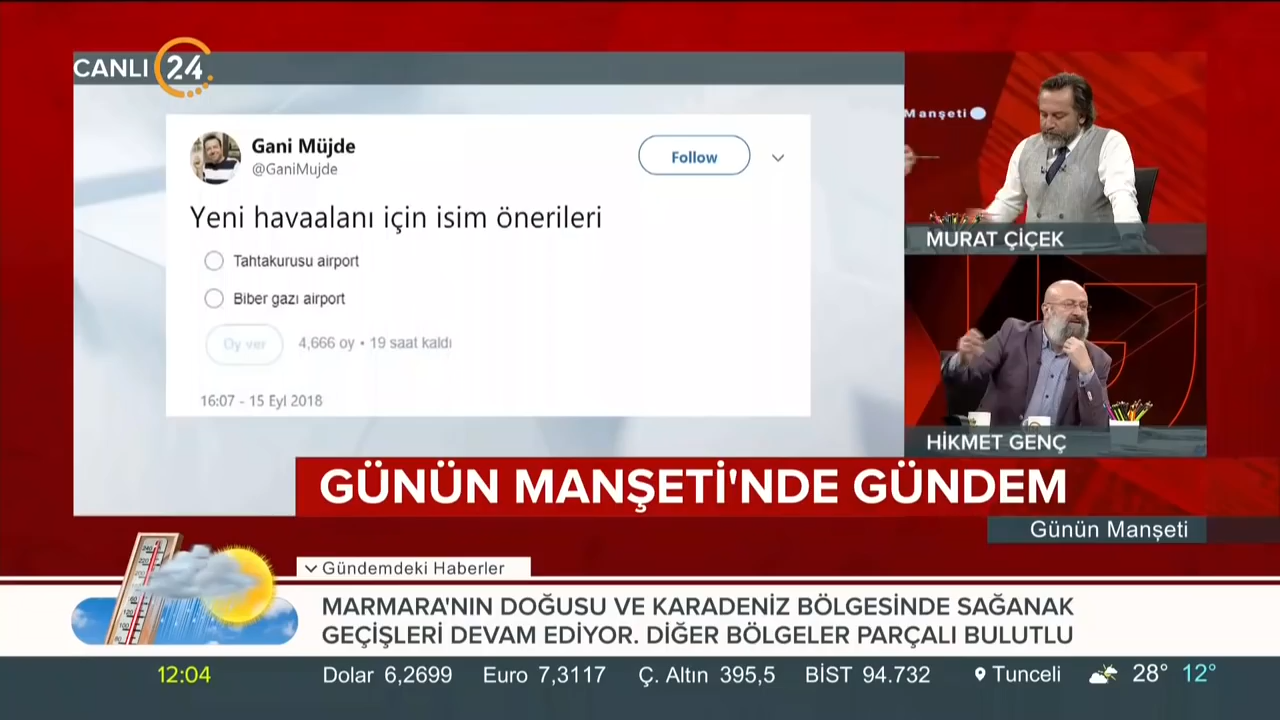 CANLI 24
Gani Müjde
@GaniMujde
Follow
Yeni havaalanı için isim önerileri
Tahtakurusu airport
Biber gazı airport
Oy ver
4,666 oy • 19 saat kaldı
16:07 - 15 Eyl 2018
Manşeti
MURAT ÇİÇEK
HİKMET GENÇ
GÜNÜN MANŞETİ'NDE GÜNDEM
Günün Manşeti
Gündemdeki Haberler
MARMARA'NIN DOĞUSU VE KARADENİZ BÖLGESİNDE SAĞANAK
GEÇİŞLERİ DEVAM EDİYOR. DİĞER BÖLGELER PARÇALI BULUTLU
12:04 Dolar 6,2699 Euro 7,3117 Ç. Altın 395,5 BİST 94.732 Tunceli 28° 12°